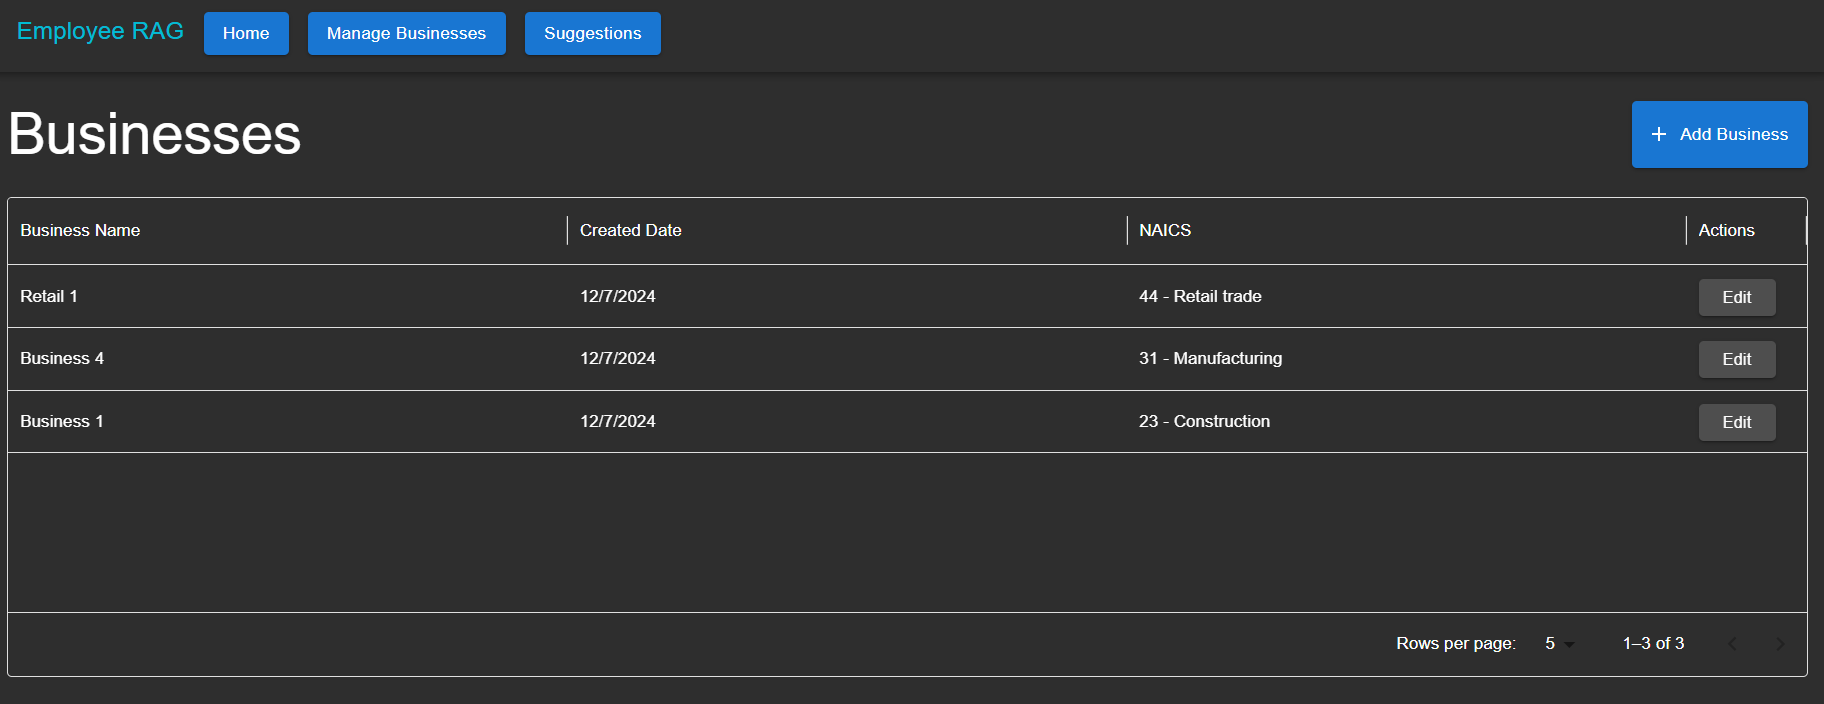 Employee RAG Home Manage Businesses Suggestions
Businesses
+ Add Business
Business Name Created Date NAICS Actions
Retail 1 12/7/2024 44 - Retail trade Edit
Business 4 12/7/2024 31 - Manufacturing Edit
Business 1 12/7/2024 23 - Construction Edit
Rows per page: 5 1–3 of 3